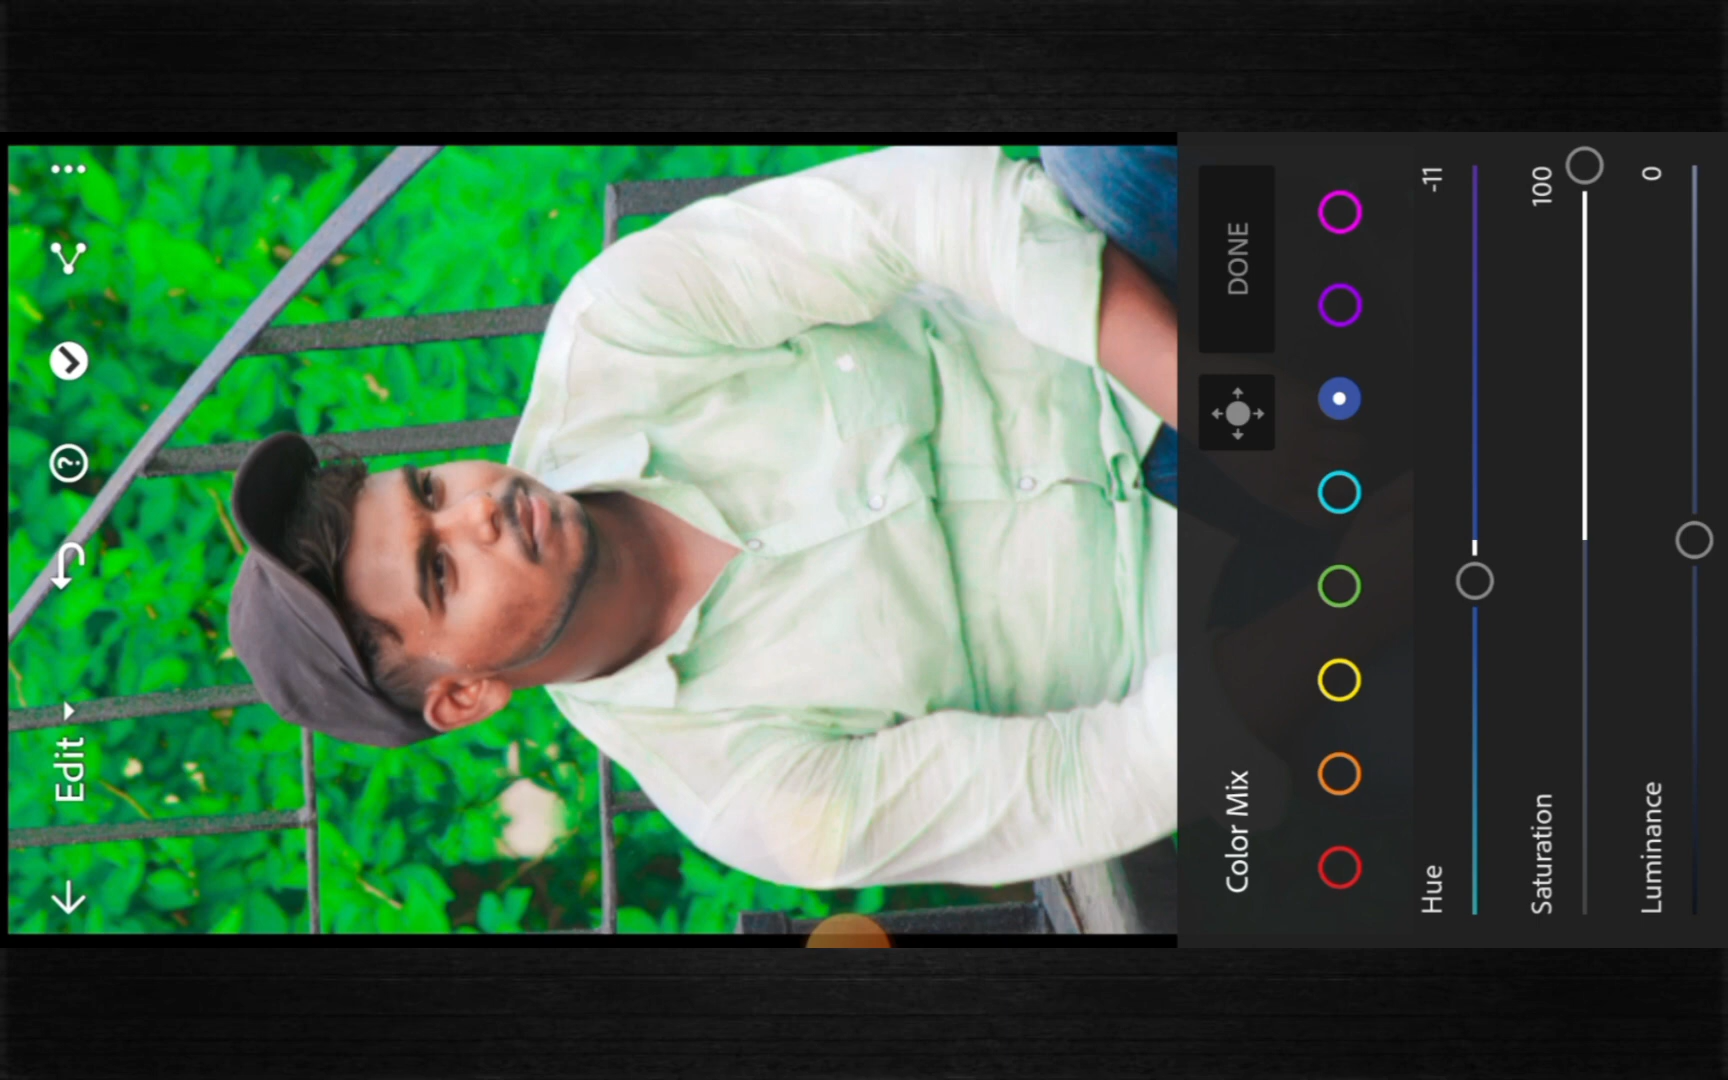 Edit
Color Mix
DONE
Hue
-11
Saturation
100
Luminance
0